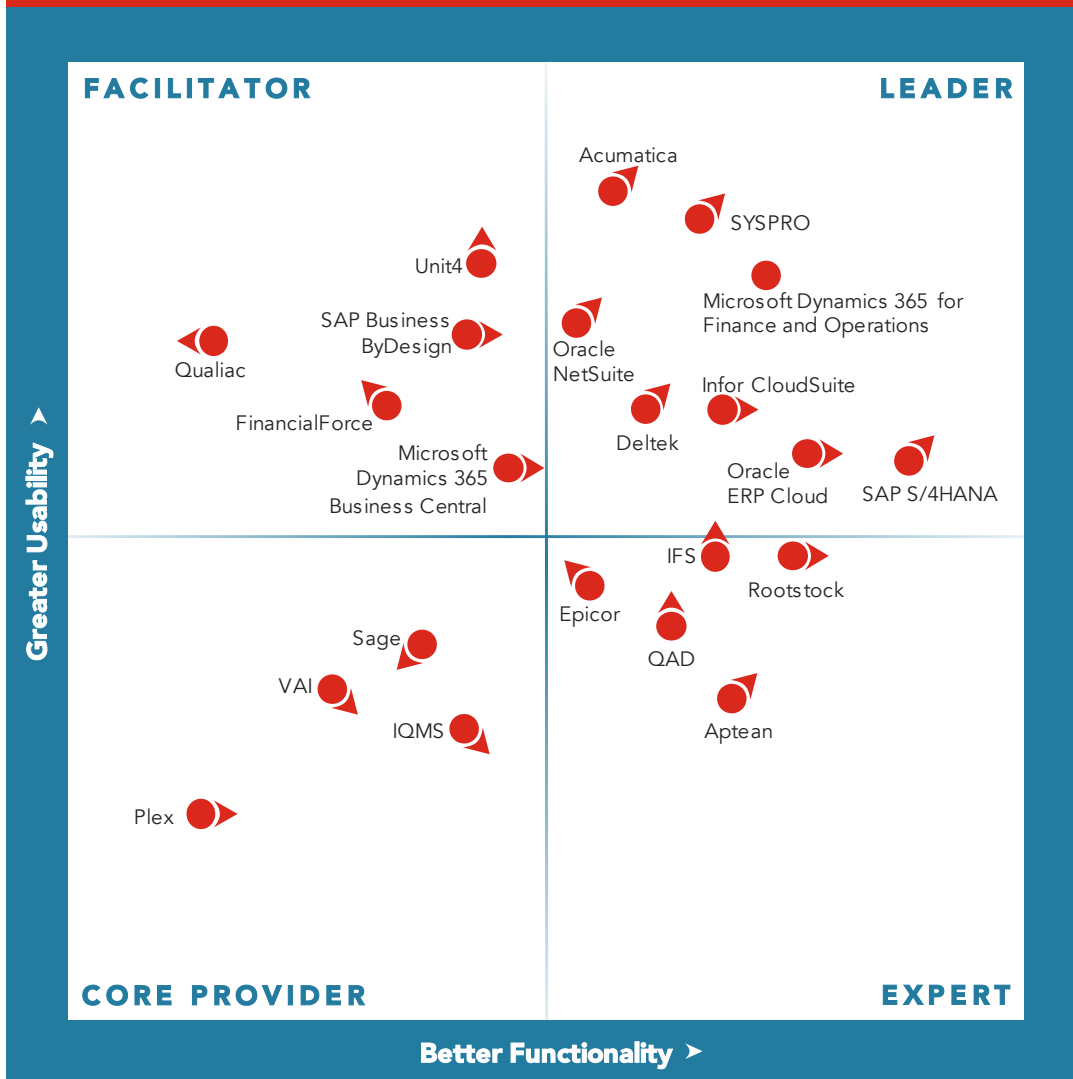 FACILITATOR
LEADER
Acumatica
SYSPRO
Unit4
Microsoft Dynamics 365 for
Finance and Operations
SAP Business
ByDesign
Oracle
NetSuite
Qualiac
Infor CloudSuite
FinancialForce
Deltek
Microsoft
Dynamics 365
Business Central
Oracle
ERP Cloud
SAP S/4HANA
Greater Usability
IFS
Rootstock
Epicor
Sage
QAD
VAI
IQMS
Aptean
Plex
CORE PROVIDER
EXPERT
Better Functionality